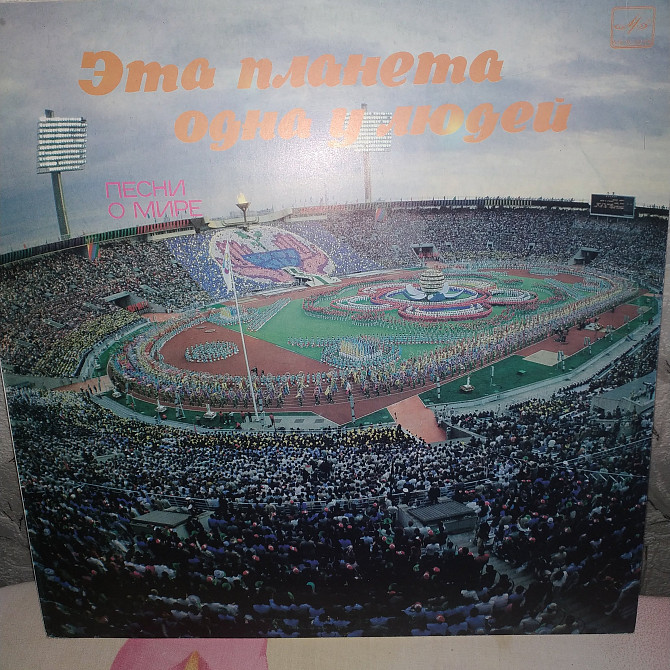 Эта планета
одна у людей
ПЕСНИ
О МИРЕ